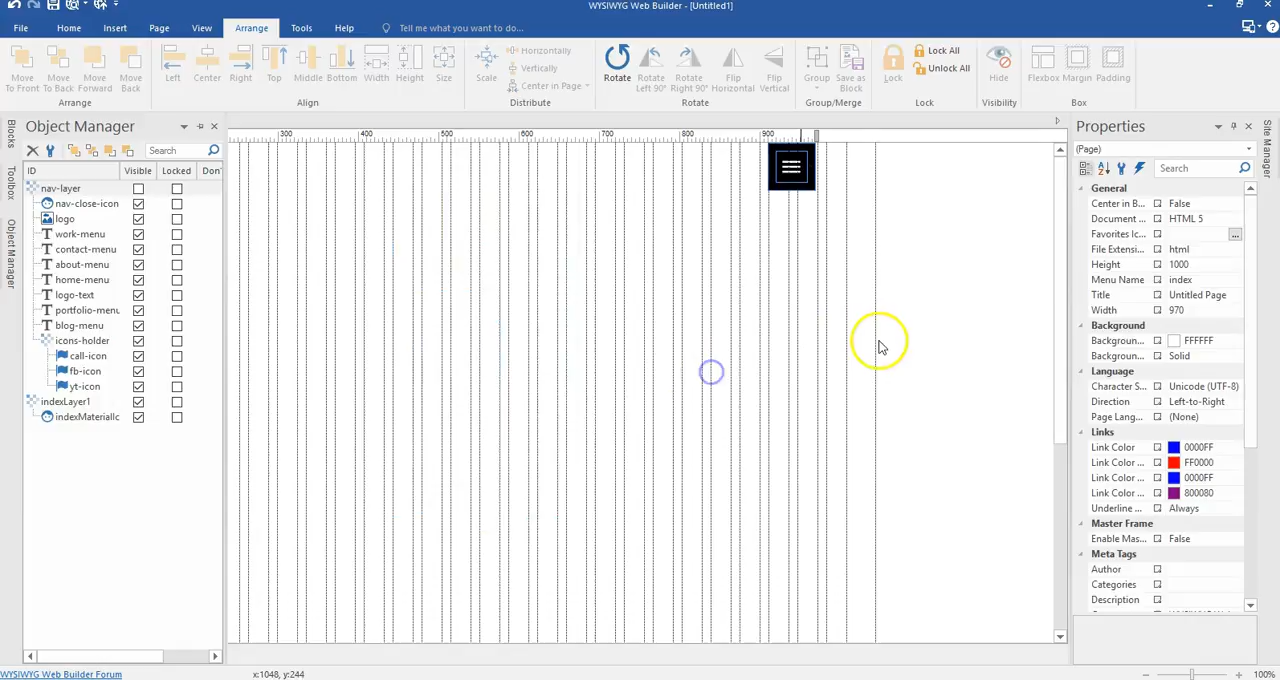 WYSIWYG Web Builder - [Untitled1]
File Home Insert Page View Arrange Tools Help Tell me what you want to do...
Move To Front Move To Back Move Forward Move Back
Arrange
Left Center Right Top Middle Bottom Width Height Size
Align
Scale Horizontally Vertically Center in Page
Distribute
Rotate Rotate Left 90° Rotate Right 90° Flip Horizontal Flip Vertical
Rotate
Group Save as Block
Group/Merge
Lock Lock All Unlock All
Lock
Hide
Visibility
Flexbox Margin Padding
Box
Blocks
Toolbox
Object Manager
Object Manager
Search
ID Visible Locked Don'
nav-layer
nav-close-icon
logo
work-menu
contact-menu
about-menu
home-menu
logo-text
portfolio-menu
blog-menu
icons-holder
call-icon
fb-icon
yt-icon
indexLayer1
indexMaterialIc
300 400 500 600 700 800 900
Properties
(Page)
Search
General
Center in B... False
Document ... HTML 5
Favorites Ic... ...
File Extensi... html
Height 1000
Menu Name index
Title Untitled Page
Width 970
Background
Backgroun... FFFFFF
Backgroun... Solid
Language
Character S... Unicode (UTF-8)
Direction Left-to-Right
Page Lang... (None)
Links
Link Color 0000FF
Link Color ... FF0000
Link Color ... 0000FF
Link Color ... 800080
Underline ... Always
Master Frame
Enable Mas... False
Meta Tags
Author
Categories
Description
Site Manager
WYSIWYG Web Builder Forum
x:1048, y:244
100%